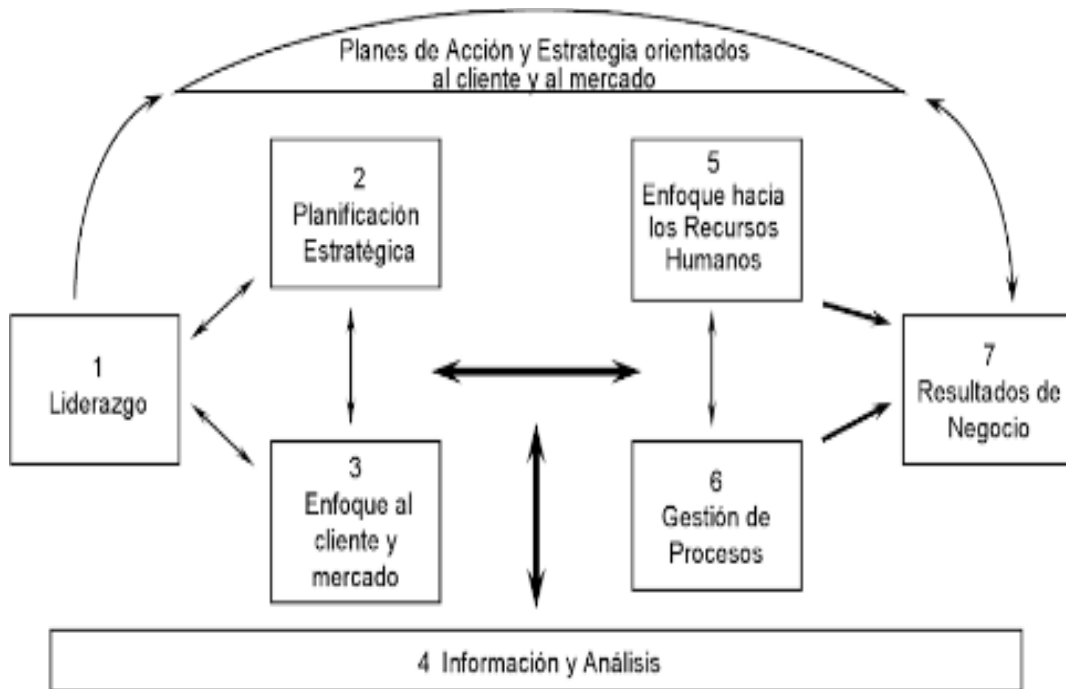 Planes de Acción y Estrategia orientados
al cliente y al mercado
2
Planificación
Estratégica
5
Enfoque hacia
los Recursos
Humanos
1
Liderazgo
7
Resultados de
Negocio
3
Enfoque al
cliente y
mercado
6
Gestión de
Procesos
4 Información y Análisis